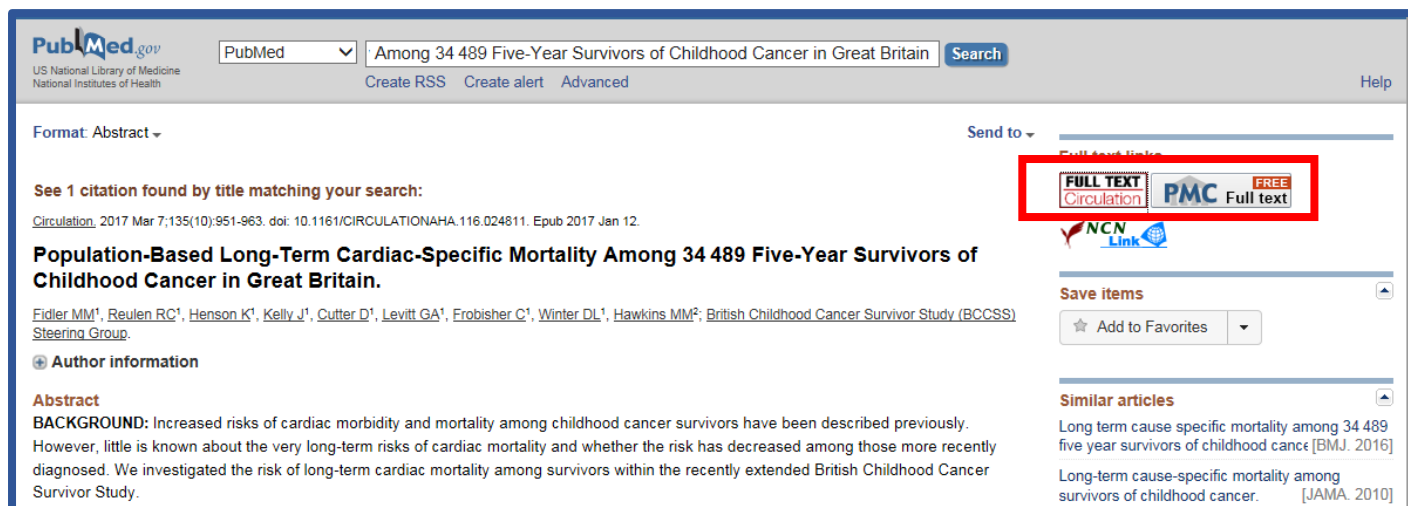 PubMed.gov
US National Library of Medicine
National Institutes of Health
PubMed
Among 34 489 Five-Year Survivors of Childhood Cancer in Great Britain
Search
Create RSS Create alert Advanced
Help
Format: Abstract
Send to
See 1 citation found by title matching your search:
Circulation. 2017 Mar 7;135(10):951-963. doi: 10.1161/CIRCULATIONAHA.116.024811. Epub 2017 Jan 12.
Population-Based Long-Term Cardiac-Specific Mortality Among 34 489 Five-Year Survivors of
Childhood Cancer in Great Britain.
Fidler MM¹, Reulen RC¹, Henson K¹, Kelly J¹, Cutter D¹, Levitt GA¹, Frobisher C¹, Winter DL¹, Hawkins MM²; British Childhood Cancer Survivor Study (BCCSS)
Steering Group.
Author information
Abstract
BACKGROUND: Increased risks of cardiac morbidity and mortality among childhood cancer survivors have been described previously.
However, little is known about the very long-term risks of cardiac mortality and whether the risk has decreased among those more recently
diagnosed. We investigated the risk of long-term cardiac mortality among survivors within the recently extended British Childhood Cancer
Survivor Study.
Full text links
FULL TEXT
Circulation
PMC FREE
Full text
NCN
Link
Save items
Add to Favorites
Similar articles
Long term cause specific mortality among 34 489
five year survivors of childhood cance [BMJ. 2016]
Long-term cause-specific mortality among
survivors of childhood cancer. [JAMA. 2010]